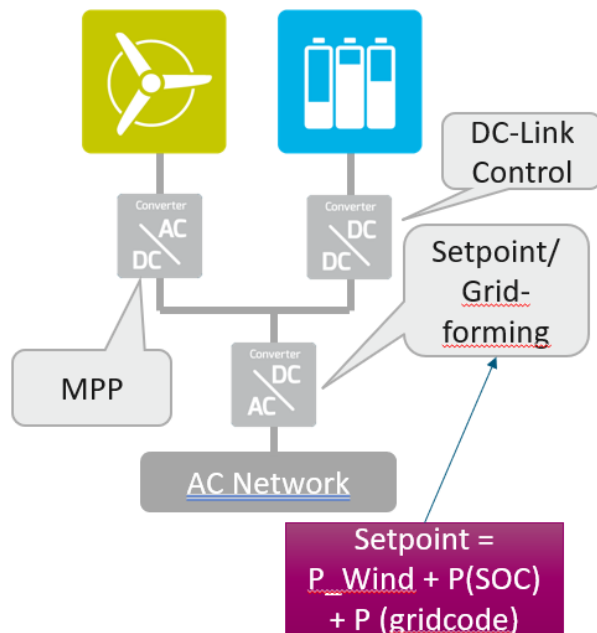 DC-Link
Control
Converter
AC
DC
Converter
DC
DC
Setpoint/
Grid-
forming
MPP
Converter
DC
AC
AC Network
Setpoint =
P_Wind + P(SOC)
+ P (gridcode)